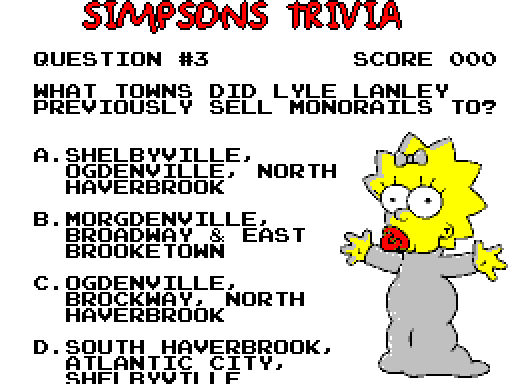 SIMPSONS TRIVIA
QUESTION #3 SCORE 000
WHAT TOWNS DID LYLE LANLEY
PREVIOUSLY SELL MONORAILS TO?
A. SHELBYVILLE,
OGDENVILLE, NORTH
HAVERBROOK
B. MORGDENVILLE,
BROADWAY & EAST
BROOKETOWN
C. OGDENVILLE,
BROCKWAY, NORTH
HAVERBROOK
D. SOUTH HAVERBROOK,
ATLANTIC CITY,
SHELBYVILLE